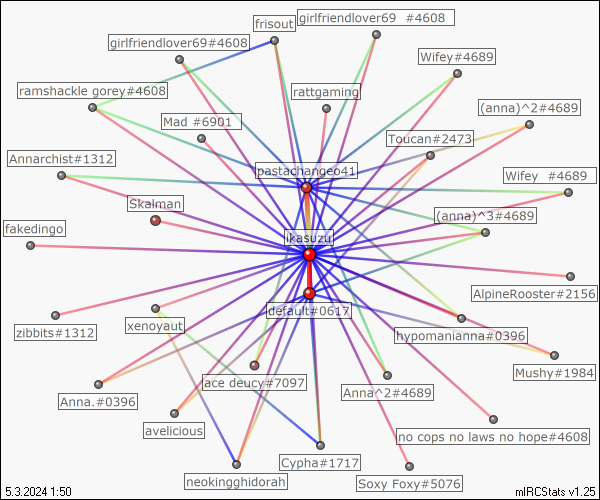 girlfriendlover69 #4608
frisout
girlfriendlover69#4608
Wifey#4689
ramshackle gorey#4608
rattgaming
(anna)^2#4689
Mad #6901
Toucan#2473
Annarchist#1312
pastachangeo41
Wifey #4689
Skalman
(anna)^3#4689
fakedingo
ikasuzu
AlpineRooster#2156
zibbits#1312
xenoyaut
default#0617
hypomanianna#0396
Mushy#1984
ace deucy#7097
Anna^2#4689
Anna.#0396
avelicious
no cops no laws no hope#4608
Cypha#1717
neokingghidorah
Soxy Foxy#5076
5.3.2024 1:50
mIRCStats v1.25